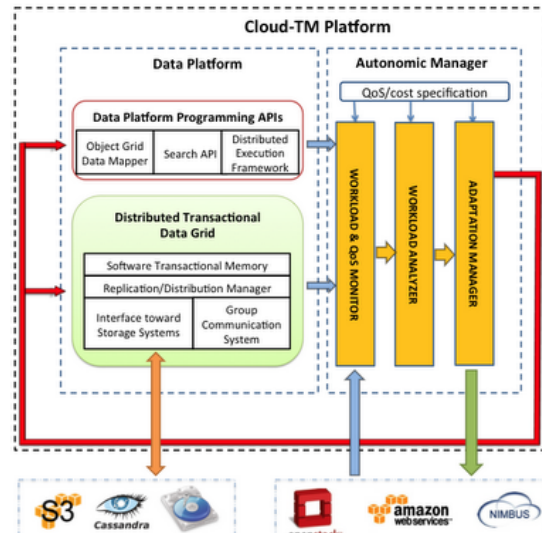 Cloud-TM Platform
Data Platform
Autonomic Manager
QoS/cost specification
Data Platform Programming APIs
Object Grid
Data Mapper
Search API
Distributed
Execution
Framework
Distributed Transactional
Data Grid
Software Transactional Memory
Replication/Distribution Manager
Interface toward
Storage Systems
Group
Communication
System
WORKLOAD & QoS MONITOR
WORKLOAD ANALYZER
ADAPTATION MANAGER
S3
Cassandra
amazon
webservices™
NIMBUS